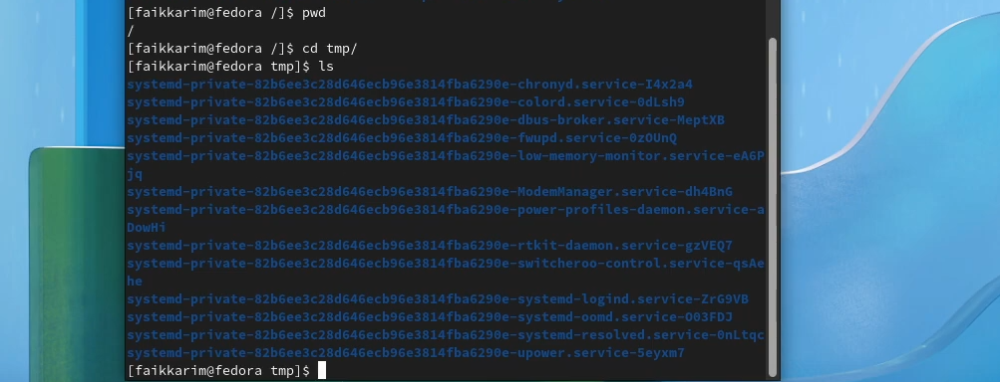 [faikkarim@fedora /]$ pwd
/
[faikkarim@fedora /]$ cd tmp/
[faikkarim@fedora tmp]$ ls
systemd-private-82b6ee3c28d646ecb96e3814fba6290e-chronyd.service-I4x2a4
systemd-private-82b6ee3c28d646ecb96e3814fba6290e-colord.service-0dLsh9
systemd-private-82b6ee3c28d646ecb96e3814fba6290e-dbus-broker.service-MeptXB
systemd-private-82b6ee3c28d646ecb96e3814fba6290e-fwupd.service-0zOUnQ
systemd-private-82b6ee3c28d646ecb96e3814fba6290e-low-memory-monitor.service-eA6P
jq
systemd-private-82b6ee3c28d646ecb96e3814fba6290e-ModemManager.service-dh4BnG
systemd-private-82b6ee3c28d646ecb96e3814fba6290e-power-profiles-daemon.service-a
DowHi
systemd-private-82b6ee3c28d646ecb96e3814fba6290e-rtkit-daemon.service-gzVEQ7
systemd-private-82b6ee3c28d646ecb96e3814fba6290e-switcheroo-control.service-qsAe
he
systemd-private-82b6ee3c28d646ecb96e3814fba6290e-systemd-logind.service-ZrG9VB
systemd-private-82b6ee3c28d646ecb96e3814fba6290e-systemd-oomd.service-O03FDJ
systemd-private-82b6ee3c28d646ecb96e3814fba6290e-systemd-resolved.service-0nLtqc
systemd-private-82b6ee3c28d646ecb96e3814fba6290e-upower.service-5eyxm7
[faikkarim@fedora tmp]$